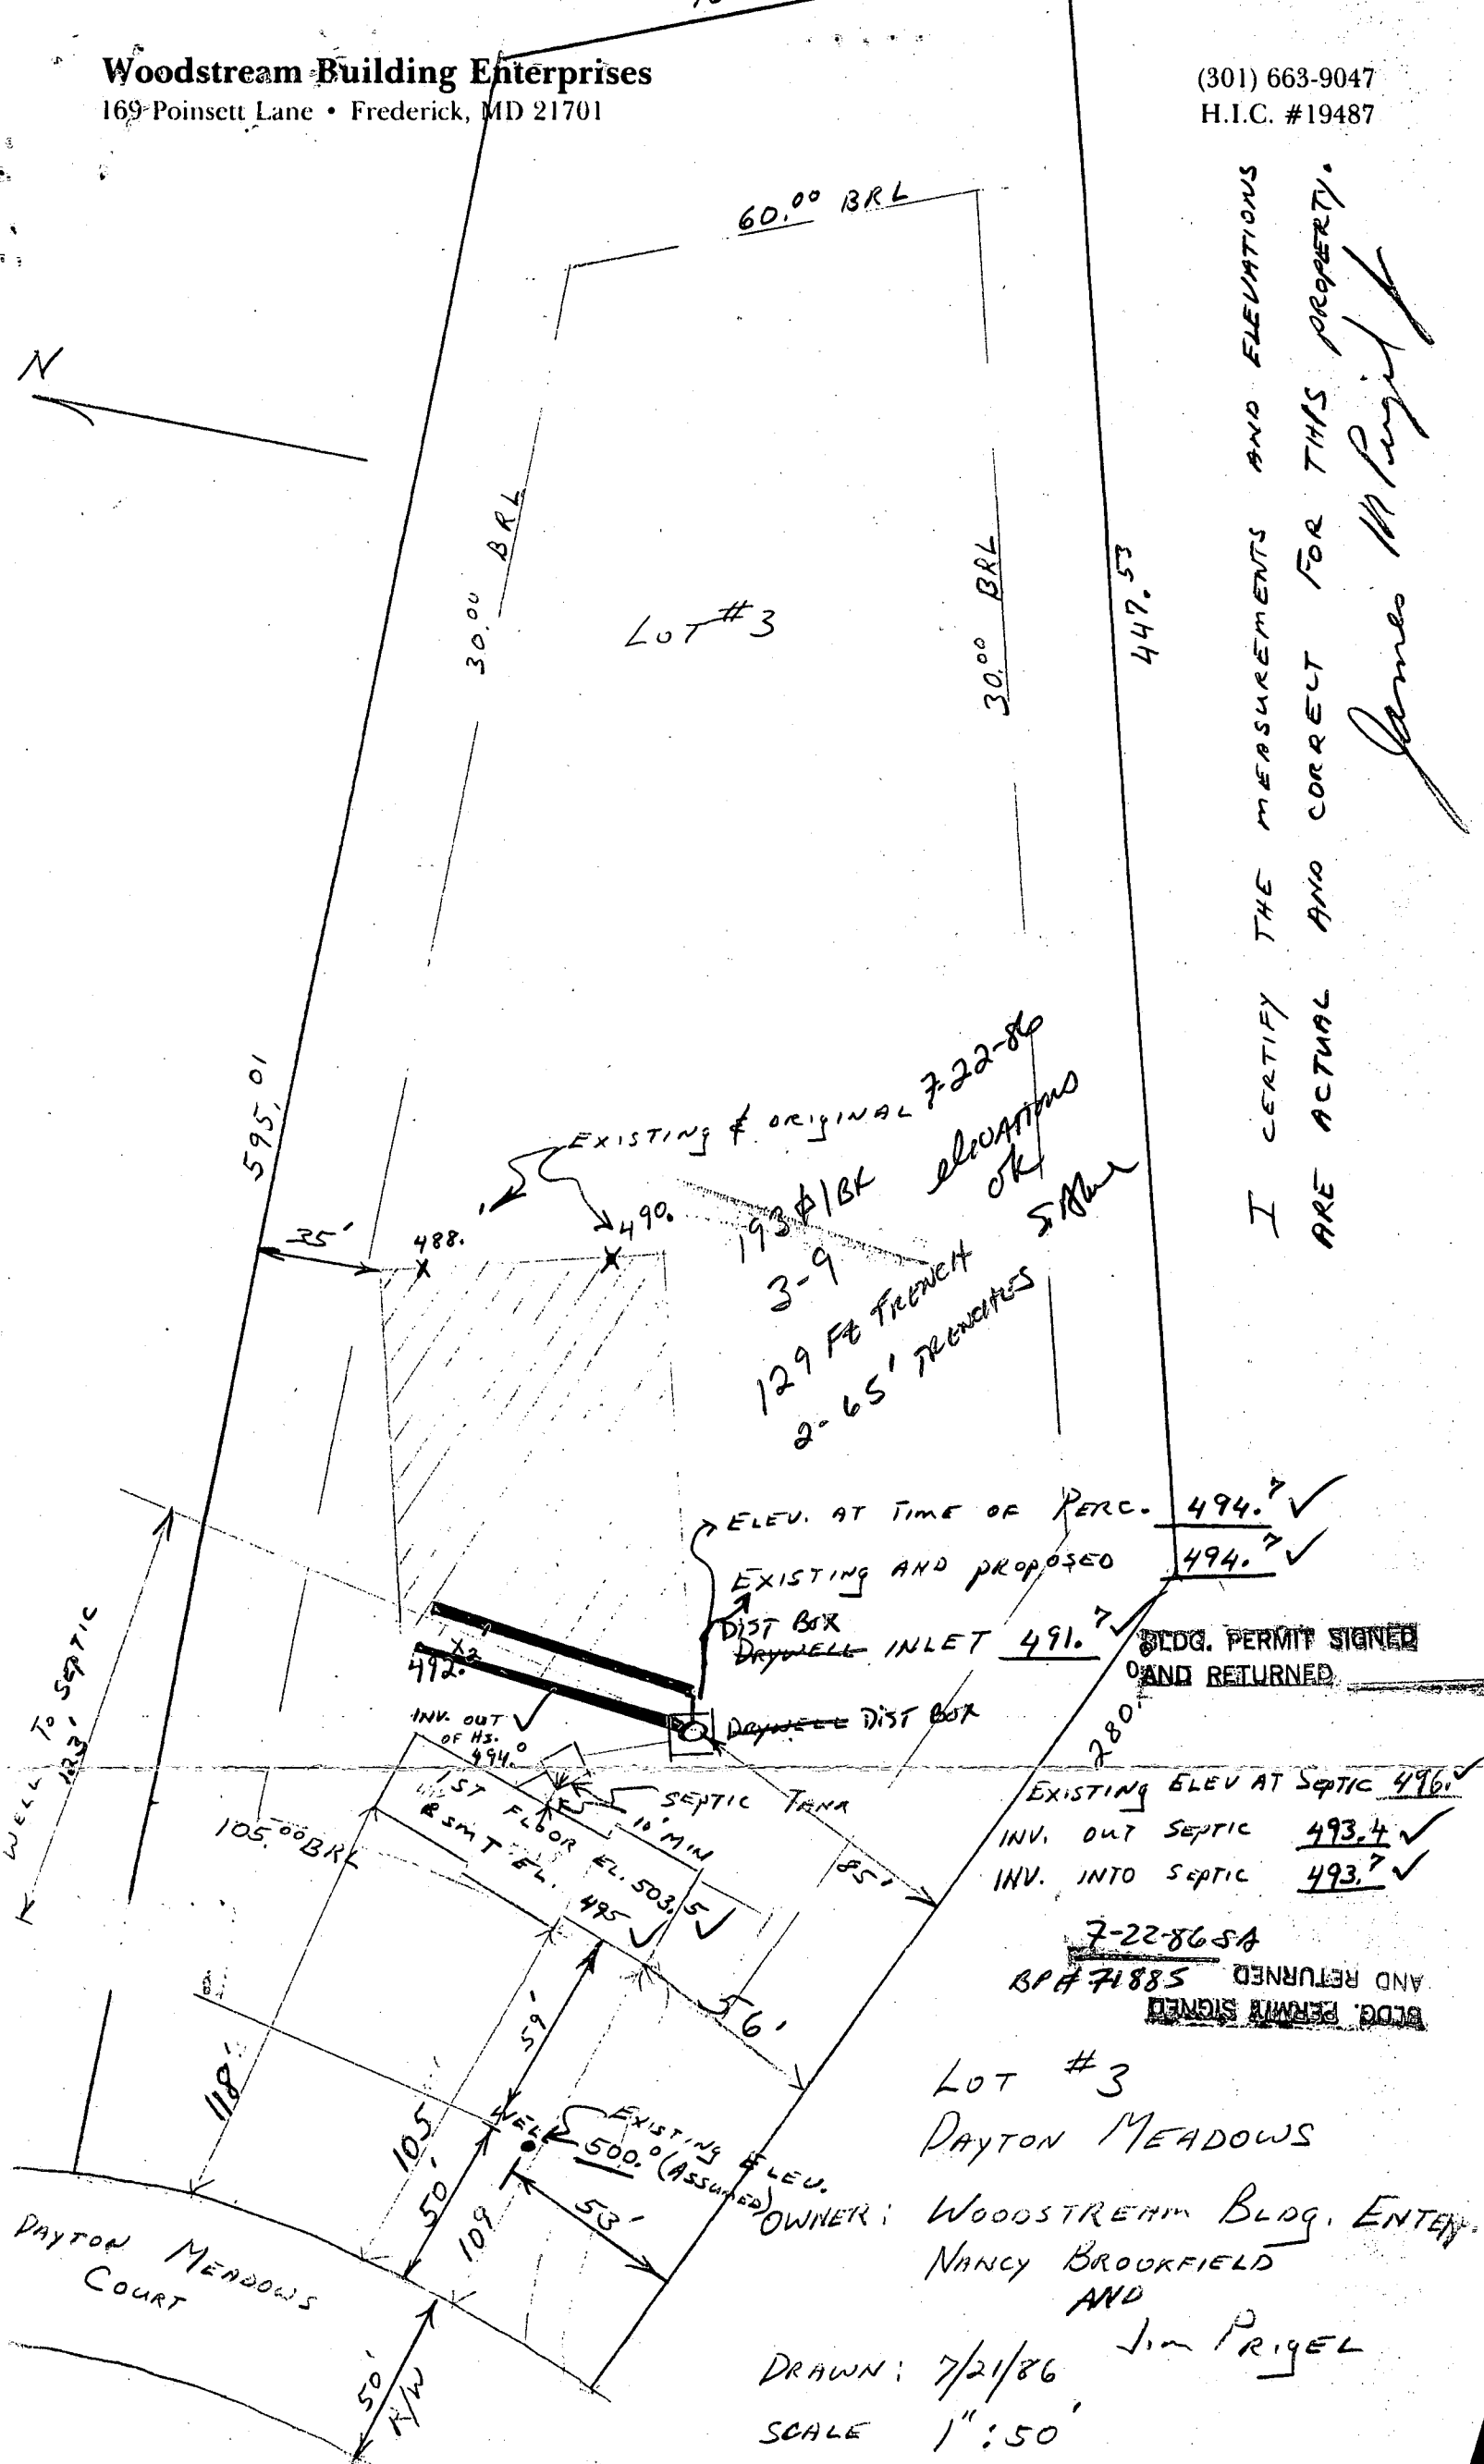 Woodstream Building Enterprises
169 Poinsett Lane • Frederick, MD 21701
(301) 663-9047
H.I.C. #19487
I CERTIFY THE MEASUREMENTS AND ELEVATIONS
ARE ACTUAL AND CORRECT FOR THIS PROPERTY.
60.00 BRL
N
30.00 BRL
LOT #3
30.00 BRL
447.53
595.01
EXISTING & ORIGINAL
7-22-86
elevations
ok
35'
488.
490.
3-9
129 Ft TRENCH
2-65' TRENCHES
ELEV. AT TIME OF PERC. 494.7 ✓
EXISTING AND PROPOSED 494.7 ✓
DIST BOX
DRYWELL INLET 491.7 ✓
BLDG. PERMIT SIGNED
AND RETURNED
492.2
DRYWELL DIST BOX
INV. OUT ✓
OF HS.
494.0
280.0
WELL TO SEPTIC
123'
SEPTIC TANK
10' MIN
1ST FLOOR EL. 503.5 ✓
BSMT EL. 495 ✓
105.00 BRL
85'
EXISTING ELEV AT SEPTIC 496. ✓
INV. OUT SEPTIC 493.4 ✓
INV. INTO SEPTIC 493.7 ✓
7-22-86 SA
BP# 71885
BLDG. PERMIT SIGNED
AND RETURNED
56'
59'
118'
105'
WELL
EXISTING ELEV.
500.0 (ASSUMED)
50'
109
53'
DAYTON MEADOWS
COURT
50'
R/W
LOT #3
DAYTON MEADOWS
OWNER: WOODSTREAM BLDG. ENTER.
NANCY BROOKFIELD
AND
Jim PRIGEL
DRAWN: 7/21/86
SCALE 1":50'